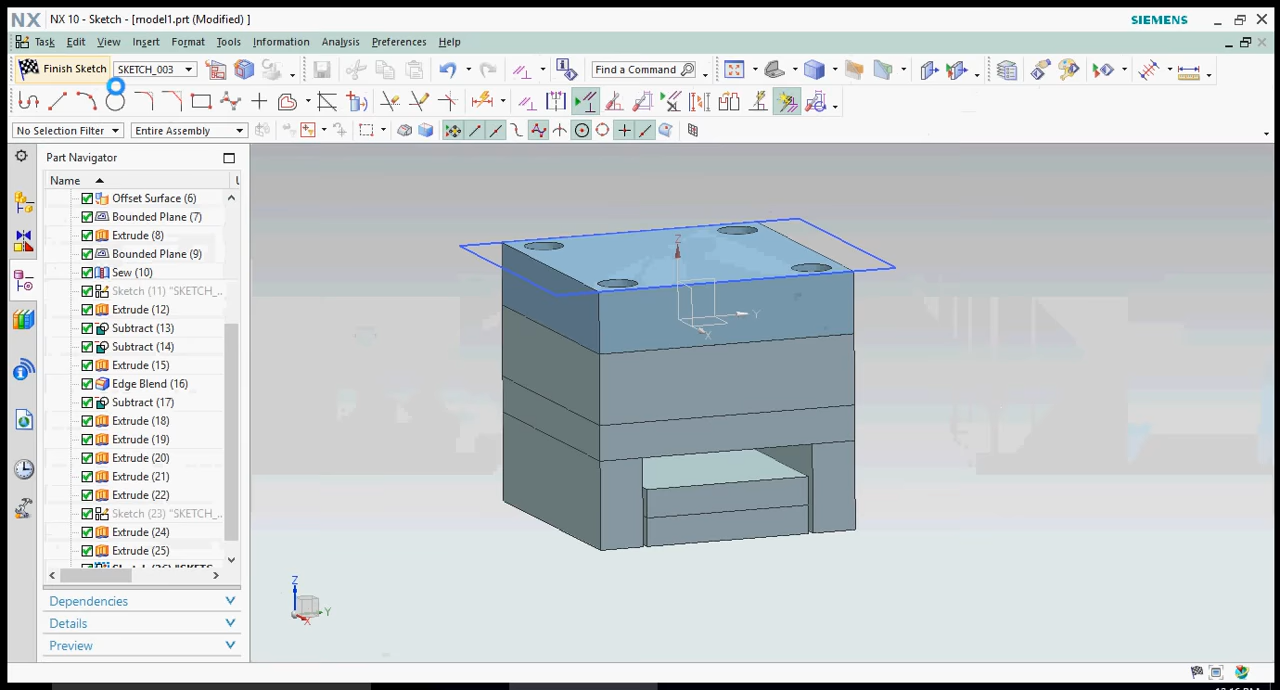 NX NX 10 - Sketch - [model1.prt (Modified) ] SIEMENS
Task Edit View Insert Format Tools Information Analysis Preferences Help
Finish Sketch SKETCH_003 Find a Command
No Selection Filter Entire Assembly
Part Navigator
Name
Offset Surface (6)
Bounded Plane (7)
Extrude (8)
Bounded Plane (9)
Sew (10)
Sketch (11) "SKETCH_...
Extrude (12)
Subtract (13)
Subtract (14)
Extrude (15)
Edge Blend (16)
Subtract (17)
Extrude (18)
Extrude (19)
Extrude (20)
Extrude (21)
Extrude (22)
Sketch (23) "SKETCH_...
Extrude (24)
Extrude (25)
Dependencies
Details
Preview
Z
Y
X
Z
Y
X